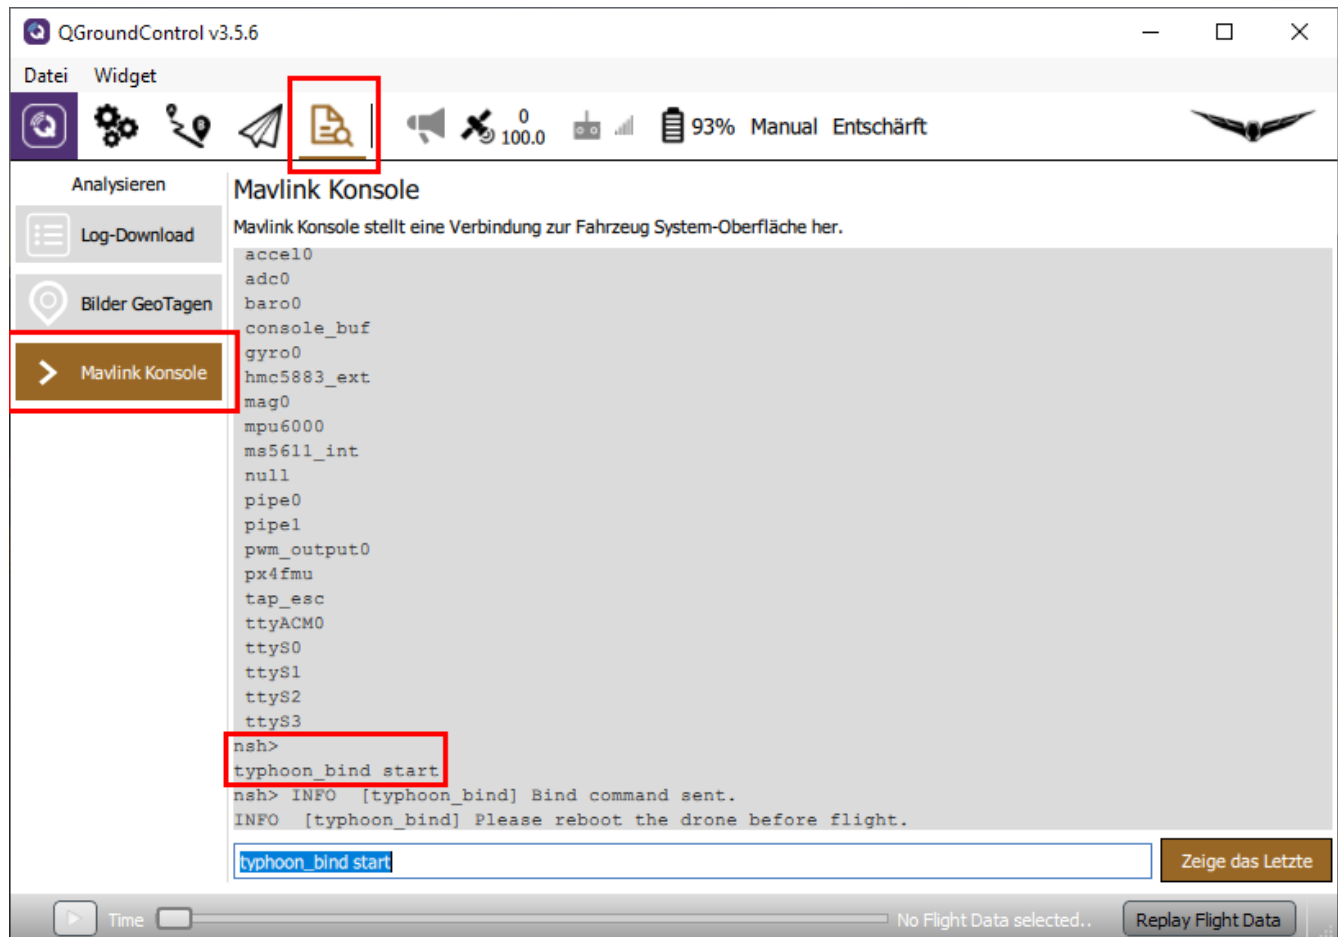 QGroundControl v3.5.6
Datei Widget
0
100.0
93% Manual Entschärft
Analysieren
Log-Download
Bilder GeoTagen
Mavlink Konsole
Mavlink Konsole
Mavlink Konsole stellt eine Verbindung zur Fahrzeug System-Oberfläche her.
accel0
adc0
baro0
console_buf
gyro0
hmc5883_ext
mag0
mpu6000
ms5611_int
null
pipe0
pipe1
pwm_output0
px4fmu
tap_esc
ttyACM0
ttyS0
ttyS1
ttyS2
ttyS3
nsh>
typhoon_bind start
nsh> INFO [typhoon_bind] Bind command sent.
INFO [typhoon_bind] Please reboot the drone before flight.
typhoon_bind start
Zeige das Letzte
Time
No Flight Data selected..
Replay Flight Data